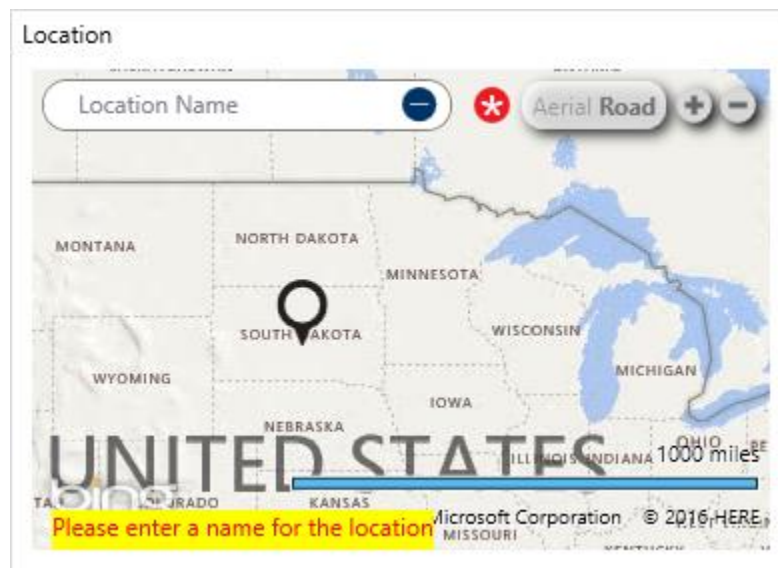 Location
Location Name
Aerial Road
MONTANA
NORTH DAKOTA
MINNESOTA
SOUTH DAKOTA
WISCONSIN
WYOMING
MICHIGAN
IOWA
NEBRASKA
UNITED STATES
ILLINOIS INDIANA OHIO
1000 miles
bing
KANSAS
Please enter a name for the location
Microsoft Corporation © 2016 HERE
MISSOURI